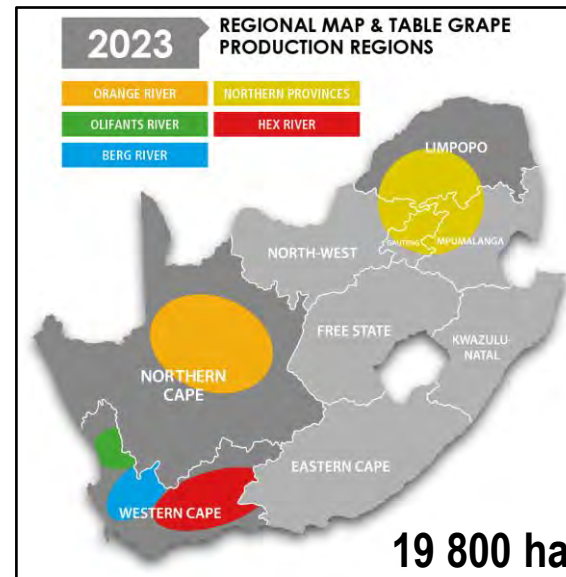 2023
REGIONAL MAP & TABLE GRAPE
PRODUCTION REGIONS
ORANGE RIVER
NORTHERN PROVINCES
OLIFANTS RIVER
HEX RIVER
BERG RIVER
LIMPOPO
GAUTENG
MPUMALANGA
NORTH-WEST
FREE STATE
KWAZULU-
NATAL
NORTHERN
CAPE
EASTERN CAPE
WESTERN CAPE
19 800 ha